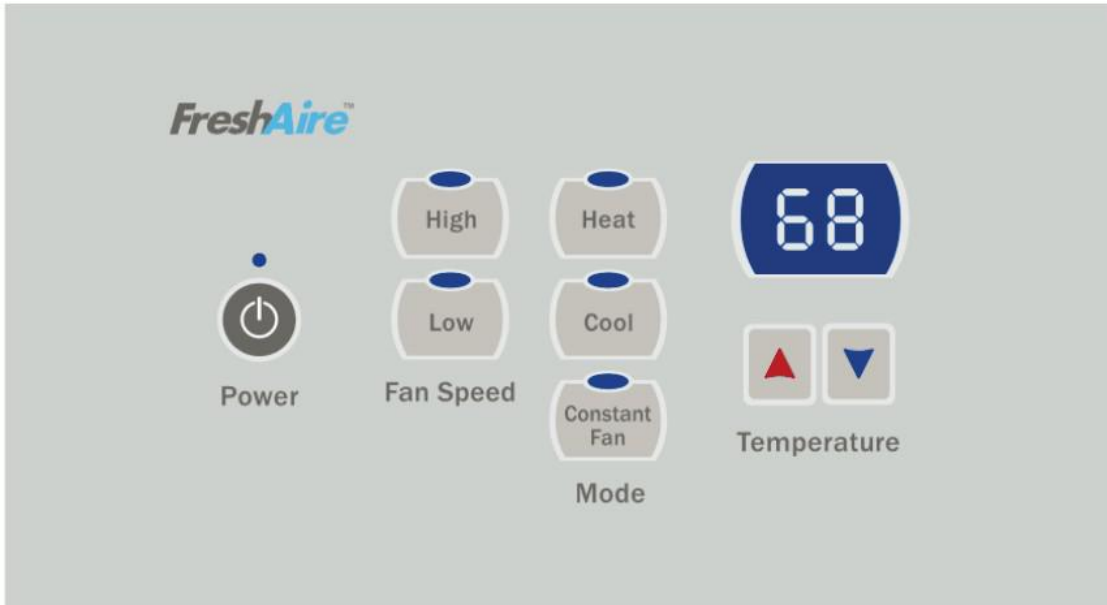 FreshAire™
High
Heat
68
Low
Cool
Power
Fan Speed
Constant
Fan
Temperature
Mode